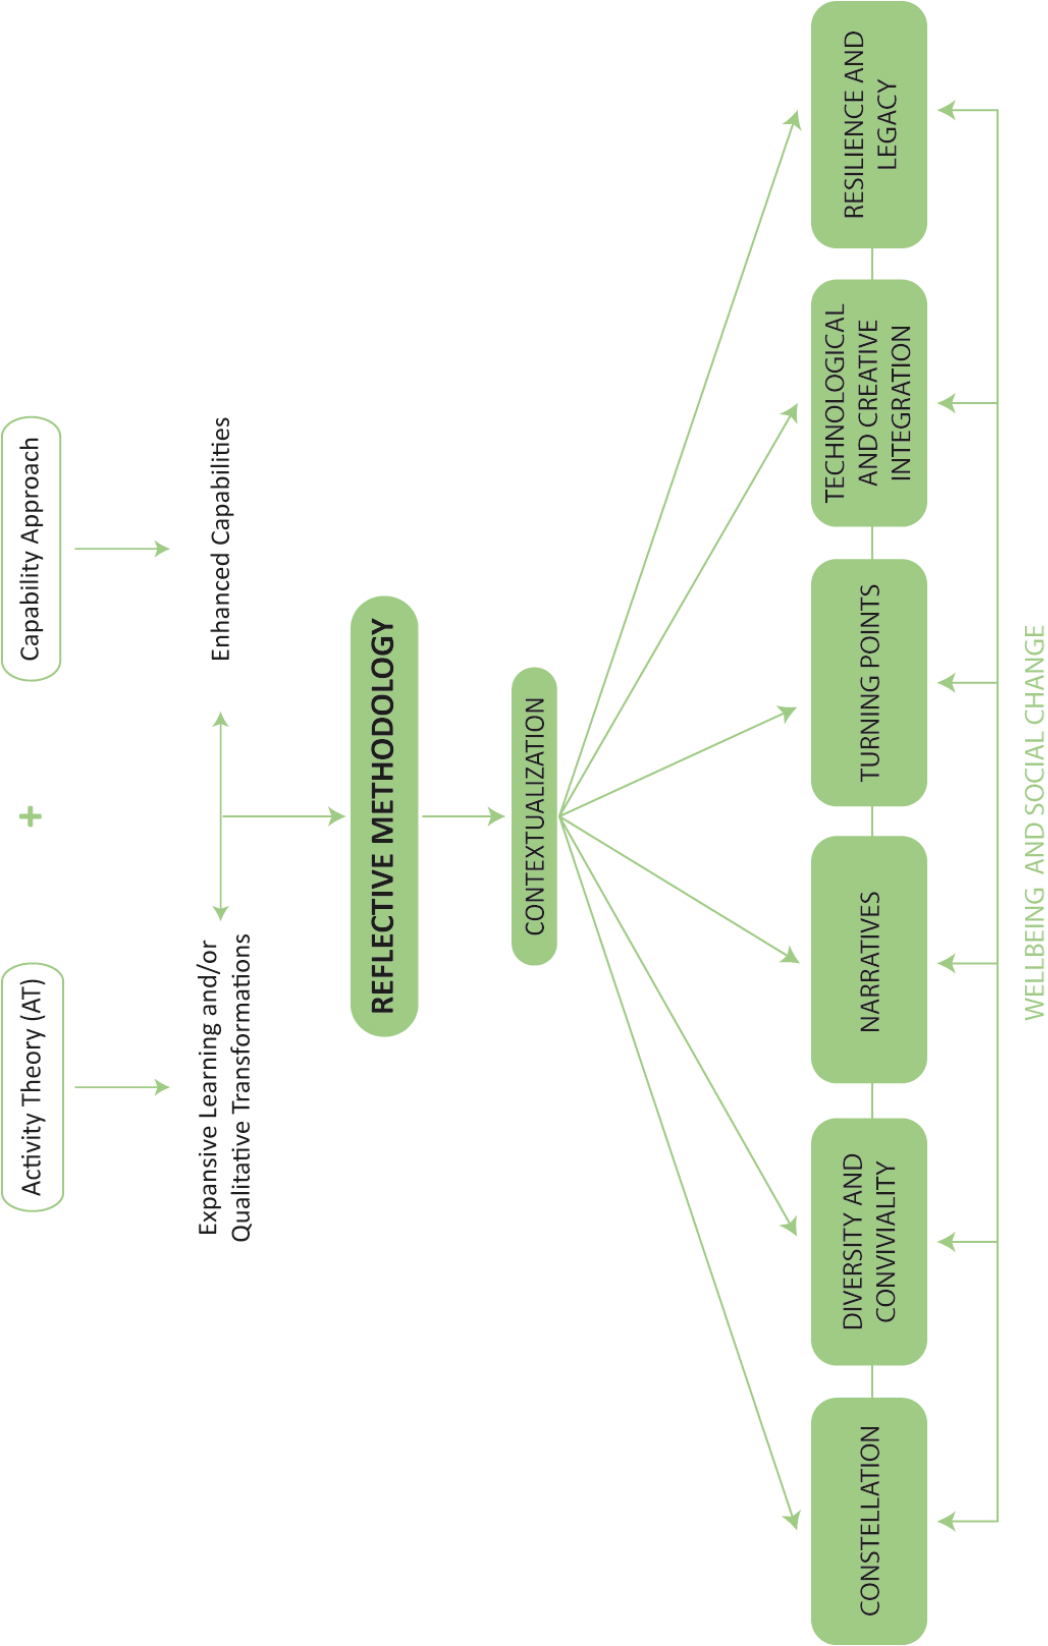 Activity Theory (AT)
+
Capability Approach
Expansive Learning and/or
Qualitative Transformations
Enhanced Capabilities
REFLECTIVE METHODOLOGY
CONTEXTUALIZATION
CONSTELLATION
DIVERSITY AND
CONVIVIALITY
NARRATIVES
TURNING POINTS
TECHNOLOGICAL
AND CREATIVE
INTEGRATION
RESILIENCE AND
LEGACY
WELLBEING AND SOCIAL CHANGE